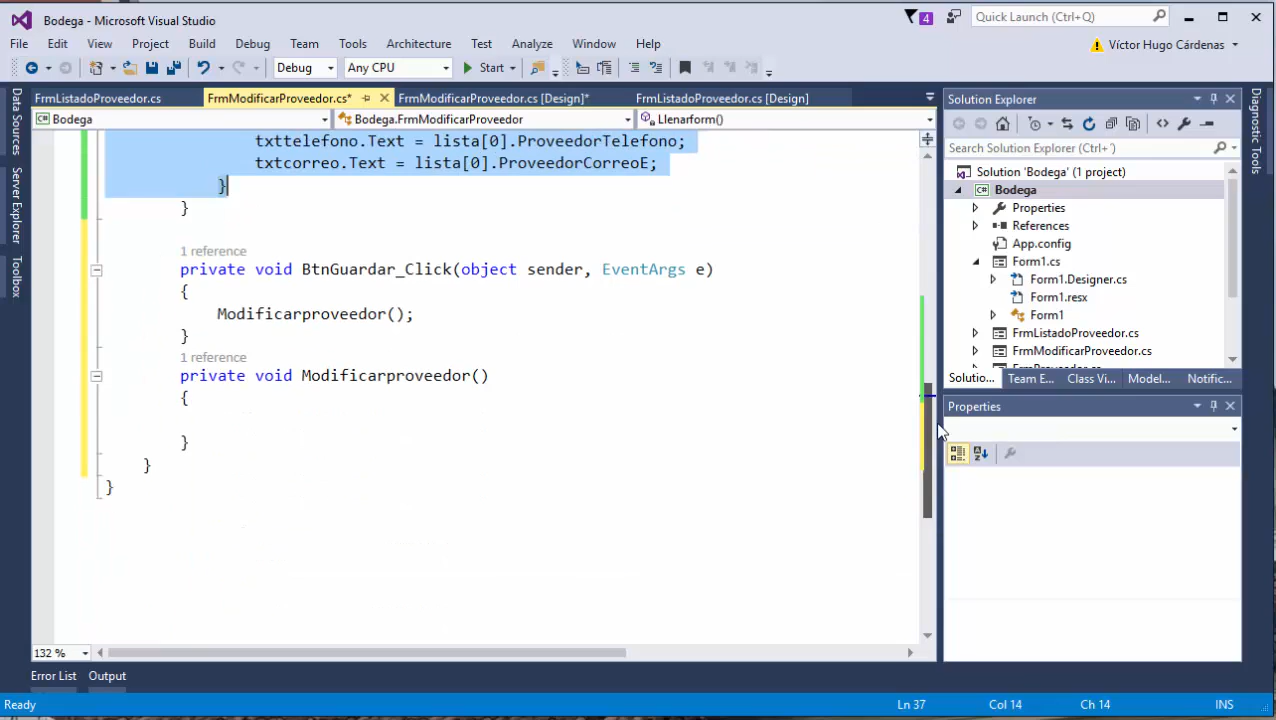 Bodega - Microsoft Visual Studio
4
Quick Launch (Ctrl+Q)
File Edit View Project Build Debug Team Tools Architecture Test Analyze Window Help
Víctor Hugo Cárdenas
Debug Any CPU Start
Data Sources
Server Explorer
Toolbox
FrmListadoProveedor.cs FrmModificarProveedor.cs* FrmModificarProveedor.cs [Design]* FrmListadoProveedor.cs [Design]
Bodega Bodega.FrmModificarProveedor Llenarform()
txttelefono.Text = lista[0].ProveedorTelefono;
txtcorreo.Text = lista[0].ProveedorCorreoE;
}
}
1 reference
private void BtnGuardar_Click(object sender, EventArgs e)
{
Modificarproveedor();
}
1 reference
private void Modificarproveedor()
{
}
}
}
132 %
Solution Explorer
Search Solution Explorer (Ctrl+')
Solution 'Bodega' (1 project)
Bodega
Properties
References
App.config
Form1.cs
Form1.Designer.cs
Form1.resx
Form1
FrmListadoProveedor.cs
FrmModificarProveedor.cs
Solutio... Team E... Class Vi... Model... Notific...
Properties
Diagnostic Tools
Error List Output
Ready Ln 37 Col 14 Ch 14 INS